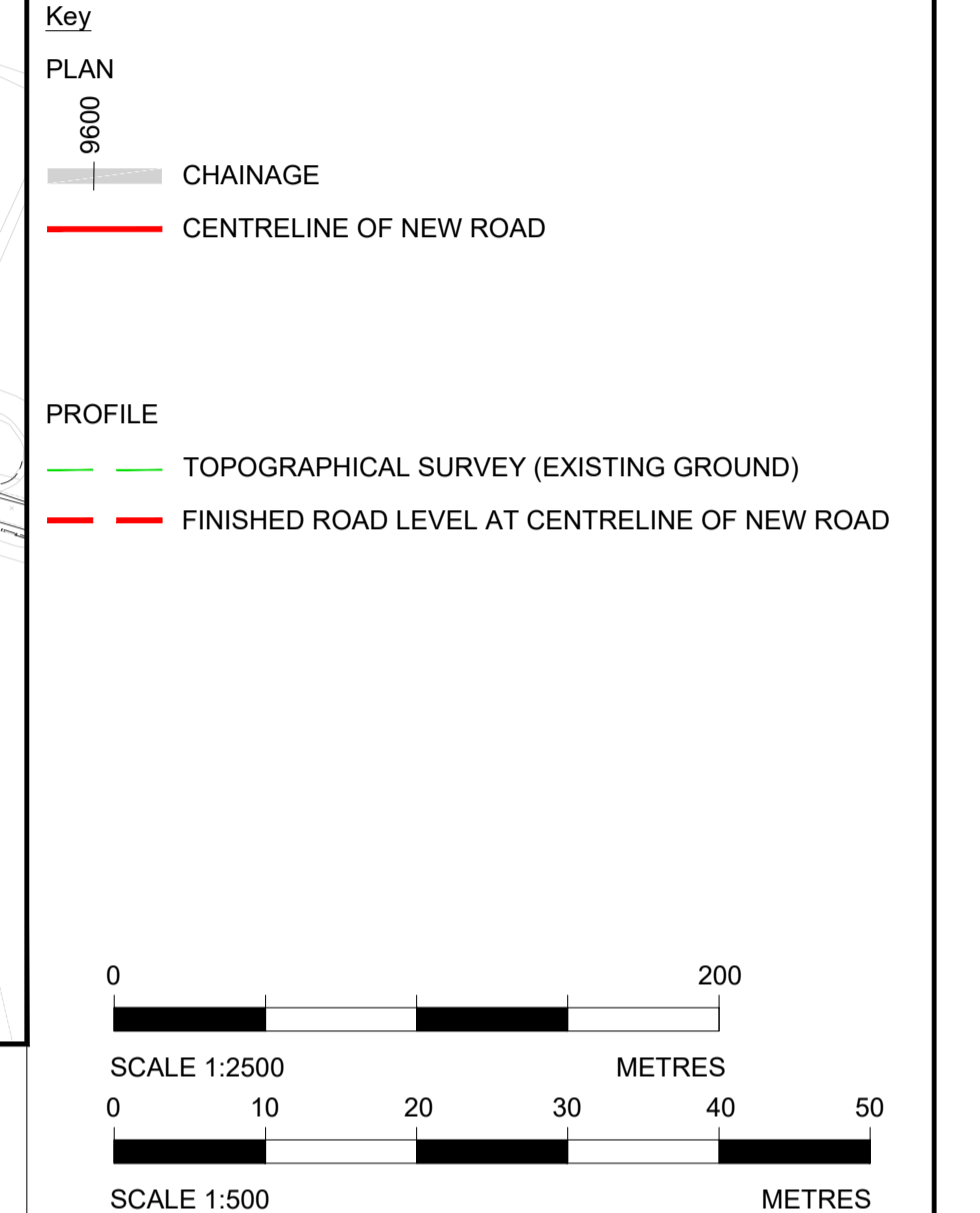 Key
PLAN
9600
CHAINAGE
CENTRELINE OF NEW ROAD
PROFILE
TOPOGRAPHICAL SURVEY (EXISTING GROUND)
FINISHED ROAD LEVEL AT CENTRELINE OF NEW ROAD
0 200
SCALE 1:2500 METRES
0 10 20 30 40 50
SCALE 1:500 METRES